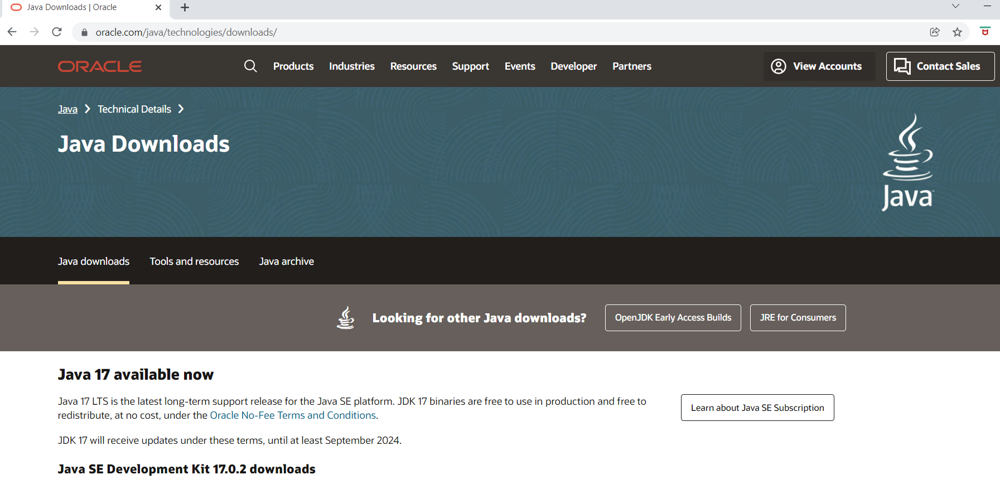 Java Downloads | Oracle
oracle.com/java/technologies/downloads/
ORACLE
Products Industries Resources Support Events Developer Partners
View Accounts
Contact Sales
Java Technical Details
Java Downloads
Java
Java downloads Tools and resources Java archive
Looking for other Java downloads?
OpenJDK Early Access Builds
JRE for Consumers
Java 17 available now
Java 17 LTS is the latest long-term support release for the Java SE platform. JDK 17 binaries are free to use in production and free to
redistribute, at no cost, under the Oracle No-Fee Terms and Conditions.
Learn about Java SE Subscription
JDK 17 will receive updates under these terms, until at least September 2024.
Java SE Development Kit 17.0.2 downloads